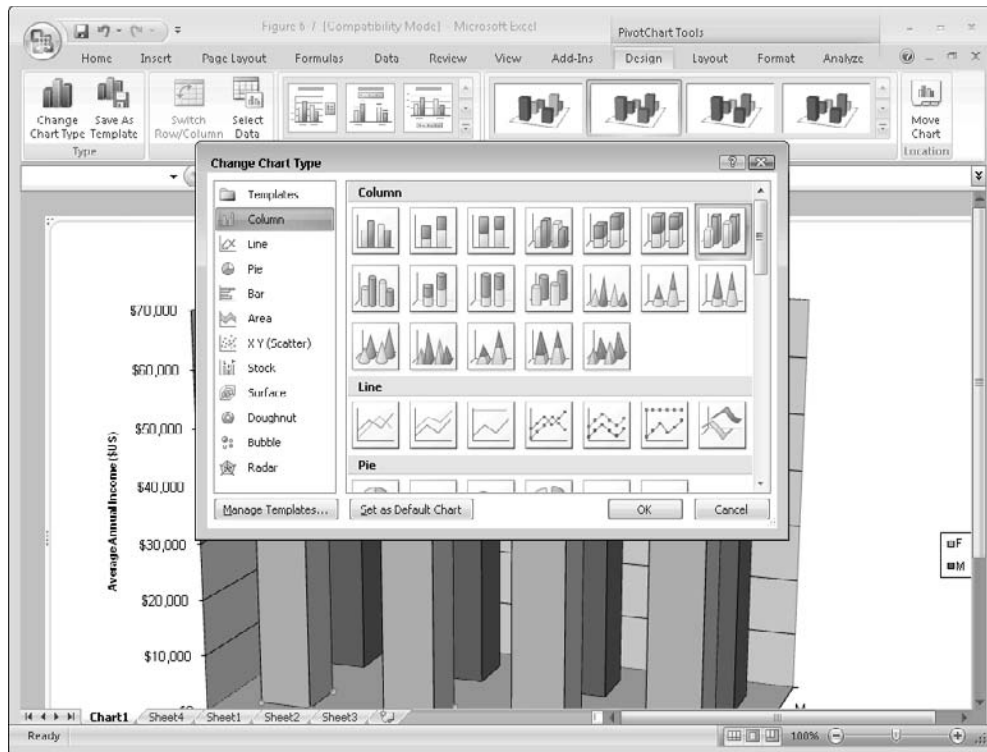 Figure 6 7 [Compatibility Mode] - Microsoft Excel
PivotChart Tools
Home Insert Page Layout Formulas Data Review View Add-Ins Design Layout Format Analyze
Change Chart Type
Save As Template
Switch Row/Column
Select Data
Move Chart
Type
Location
Change Chart Type
Templates
Column
Line
Pie
Bar
Area
X Y (Scatter)
Stock
Surface
Doughnut
Bubble
Radar
Column
Line
Pie
Manage Templates...
Set as Default Chart
OK
Cancel
$70,000
$60,000
$50,000
$40,000
$30,000
$20,000
$10,000
$0
Average Annual Income ($US)
F
M
M
Chart1 Sheet4 Sheet1 Sheet2 Sheet3
Ready
100%